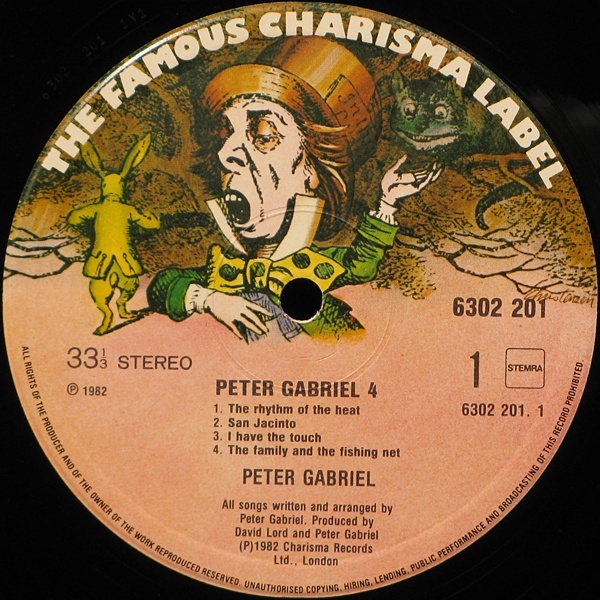 THE FAMOUS CHARISMA LABEL
6302 201
33⅓ STEREO
1
STEMRA
Ⓟ 1982
6302 201. 1
PETER GABRIEL 4
1. The rhythm of the heat
2. San Jacinto
3. I have the touch
4. The family and the fishing net
PETER GABRIEL
All songs written and arranged by
Peter Gabriel. Produced by
David Lord and Peter Gabriel
(P)1982 Charisma Records
Ltd., London
ALL RIGHTS OF THE PRODUCER AND OF THE OWNER OF THE WORK REPRODUCED RESERVED. UNAUTHORISED COPYING, HIRING, LENDING, PUBLIC PERFORMANCE AND BROADCASTING OF THIS RECORD PROHIBITED.